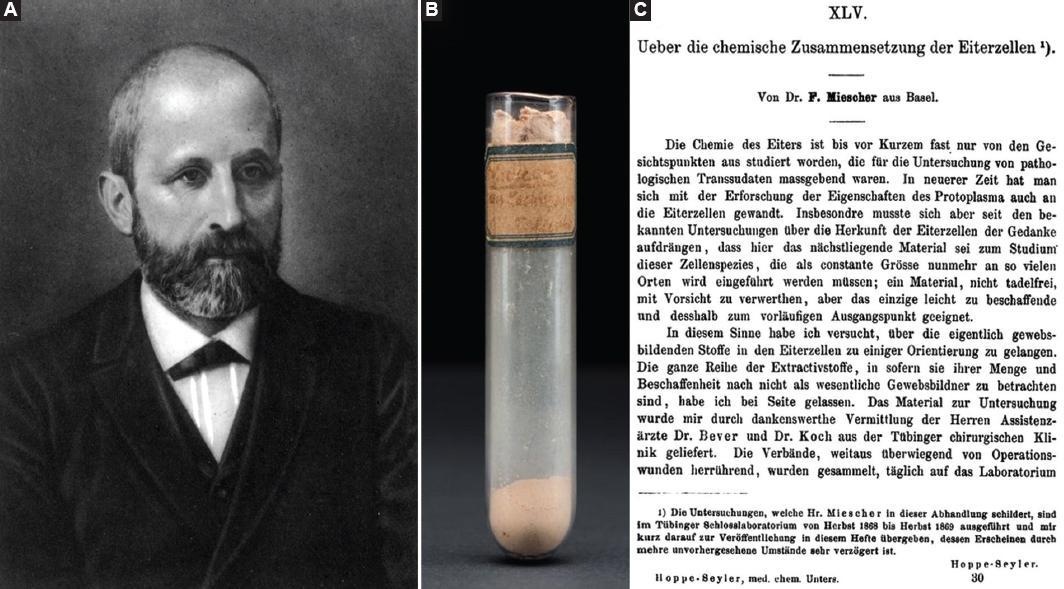 A
B
C
XLV.
Ueber die chemische Zusammensetzung der Eiterzellen ¹).
Von Dr. F. Miescher aus Basel.
Die Chemie des Eiters ist bis vor Kurzem fast nur von den Ge-
sichtspunkten aus studiert worden, die für die Untersuchung von patho-
logischen Transsudaten massgebend waren. In neuerer Zeit hat man
sich mit der Erforschung der Eigenschaften des Protoplasma auch an
die Eiterzellen gewandt. Insbesondre musste sich aber seit den be-
kannten Untersuchungen über die Herkunft der Eiterzellen der Gedanke
aufdrängen, dass hier das nächstliegende Material sei zum Studium
dieser Zellenspezies, die als constante Grösse nunmehr an so vielen
Orten wird eingeführt werden müssen; ein Material, nicht tadelfrei,
mit Vorsicht zu verwerthen, aber das einzige leicht zu beschaffende
und desshalb zum vorläufigen Ausgangspunkt geeignet.
In diesem Sinne habe ich versucht, über die eigentlich gewebs-
bildenden Stoffe in den Eiterzellen zu einiger Orientierung zu gelangen.
Die ganze Reihe der Extractivstoffe, in sofern sie ihrer Menge und
Beschaffenheit nach nicht als wesentliche Gewebsbildner zu betrachten
sind, habe ich bei Seite gelassen. Das Material zur Untersuchung
wurde mir durch dankenswerthe Vermittlung der Herren Assistenz-
ärzte Dr. Bever und Dr. Koch aus der Tübinger chirurgischen Kli-
nik geliefert. Die Verbände, weitaus überwiegend von Operations-
wunden herrührend, wurden gesammelt, täglich auf das Laboratorium
1) Die Untersuchungen, welche Hr. Miescher in dieser Abhandlung schildert, sind
im Tübinger Schlosslaboratorium von Herbst 1868 bis Herbst 1869 ausgeführt und mir
kurz darauf zur Veröffentlichung in diesem Hefte übergeben, dessen Erscheinen durch
mehre unvorhergesehene Umstände sehr verzögert ist.
Hoppe-Seyler.
Hoppe-Seyler, med. chem. Unters. 30